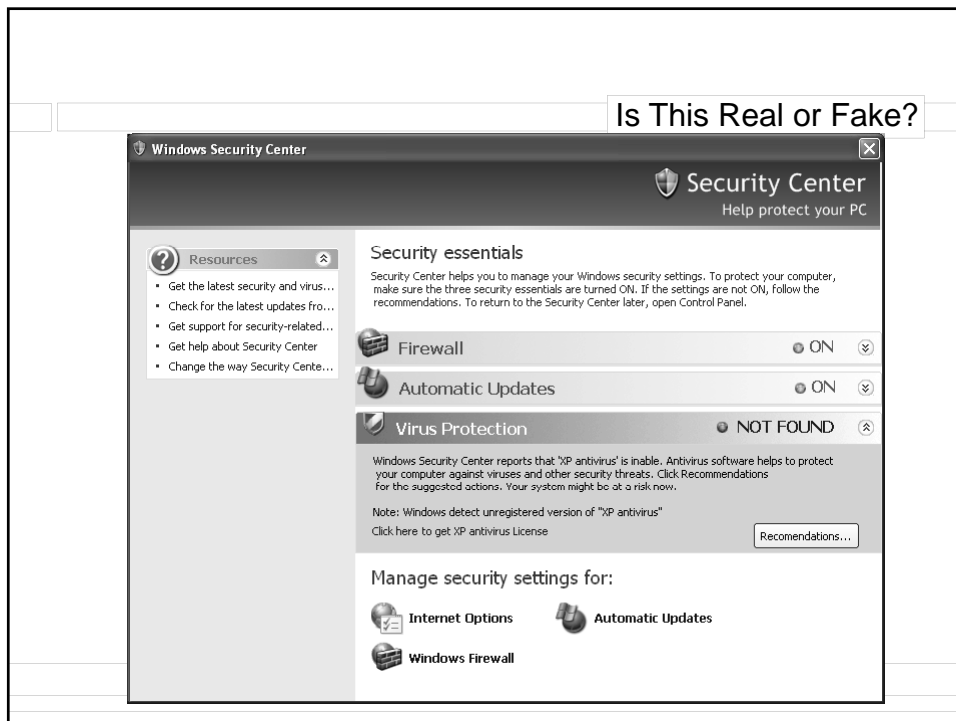 Is This Real or Fake?
Windows Security Center
Security Center
Help protect your PC
Resources
Get the latest security and virus...
Check for the latest updates fro...
Get support for security-related...
Get help about Security Center
Change the way Security Cente...
Security essentials
Security Center helps you to manage your Windows security settings. To protect your computer,
make sure the three security essentials are turned ON. If the settings are not ON, follow the
recommendations. To return to the Security Center later, open Control Panel.
Firewall ON
Automatic Updates ON
Virus Protection NOT FOUND
Windows Security Center reports that 'XP antivirus' is inable. Antivirus software helps to protect
your computer against viruses and other security threats. Click Recommendations
for the suggested actions. Your system might be at a risk now.
Note: Windows detect unregistered version of "XP antivirus"
Click here to get XP antivirus License
Recomendations...
Manage security settings for:
Internet Options
Automatic Updates
Windows Firewall